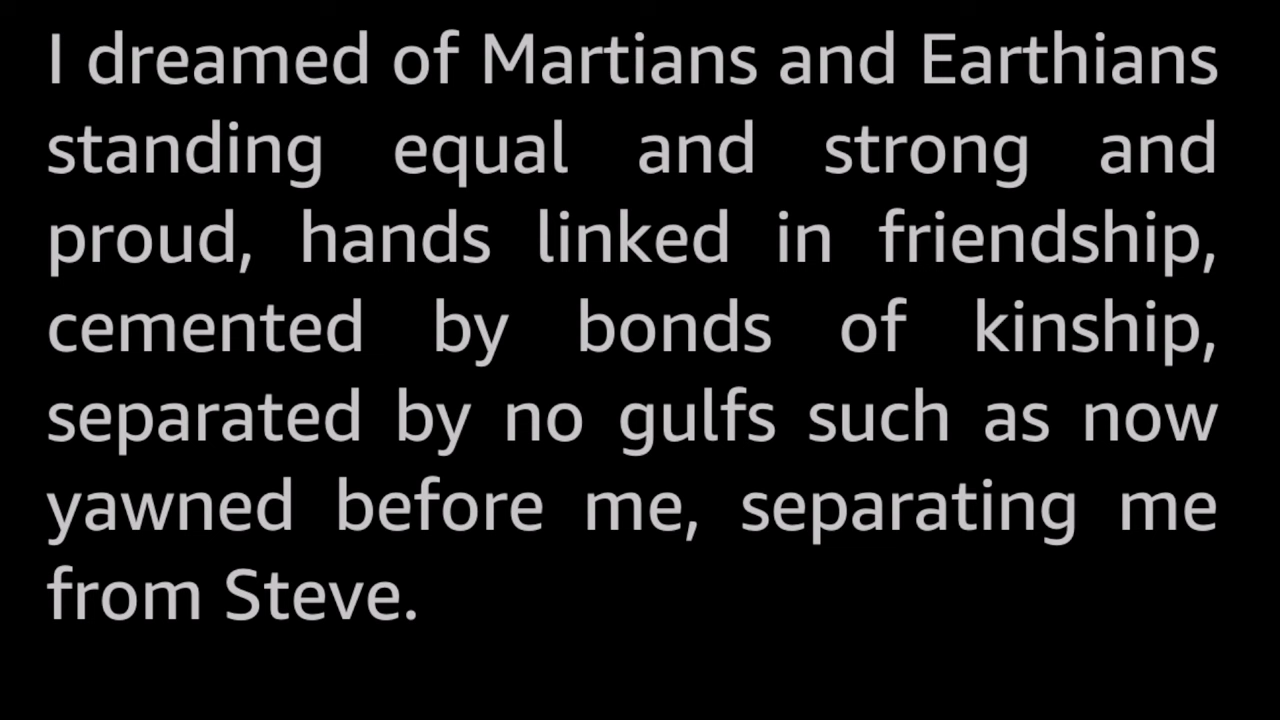 I dreamed of Martians and Earthians
standing equal and strong and
proud, hands linked in friendship,
cemented by bonds of kinship,
separated by no gulfs such as now
yawned before me, separating me
from Steve.